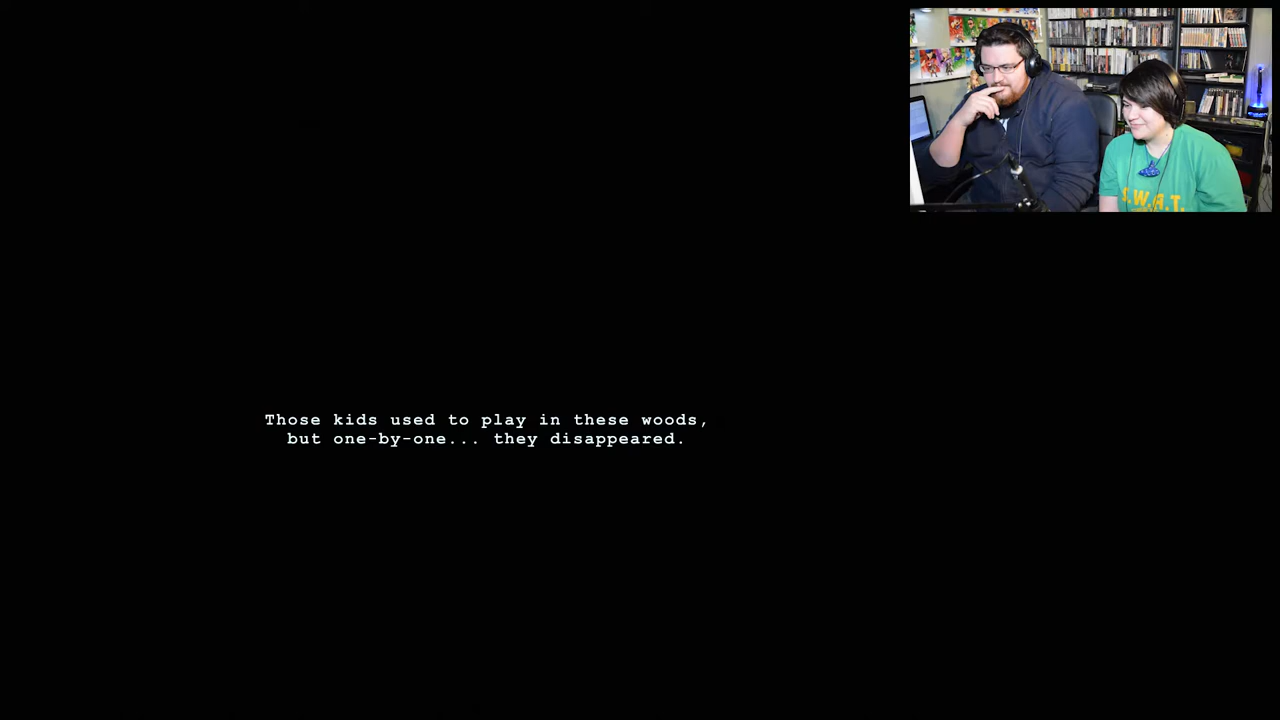 Those kids used to play in these woods,
but one-by-one... they disappeared.
S.W.A.T.